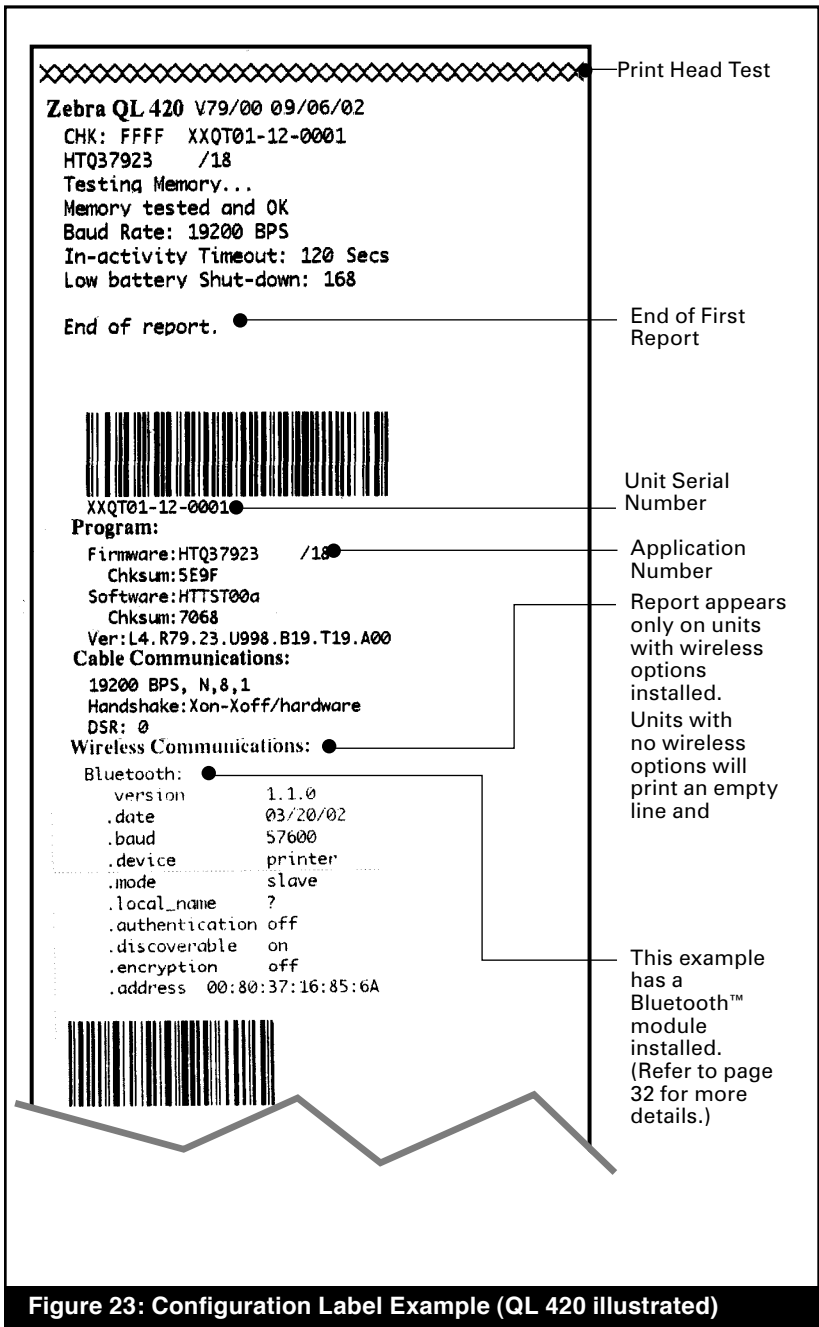 Print Head Test
Zebra QL 420 V79/00 09/06/02
CHK: FFFF XXQT01-12-0001
HTQ37923 /18
Testing Memory...
Memory tested and OK
Baud Rate: 19200 BPS
In-activity Timeout: 120 Secs
Low battery Shut-down: 168
End of report.
End of First
Report
XXQT01-12-0001
Unit Serial
Number
Program:
Firmware:HTQ37923 /18
Chksum:5E9F
Software:HTTST00a
Chksum:7068
Ver:L4.R79.23.U998.B19.T19.A00
Application
Number
Cable Communications:
19200 BPS, N,8,1
Handshake:Xon-Xoff/hardware
DSR: 0
Wireless Communications:
Report appears
only on units
with wireless
options
installed.
Units with
no wireless
options will
print an empty
line and
Bluetooth:
version 1.1.0
.date 03/20/02
.baud 57600
.device printer
.mode slave
.local_name ?
.authentication off
.discoverable on
.encryption off
.address 00:80:37:16:85:6A
This example
has a
Bluetooth™
module
installed.
(Refer to page
32 for more
details.)
Figure 23: Configuration Label Example (QL 420 illustrated)